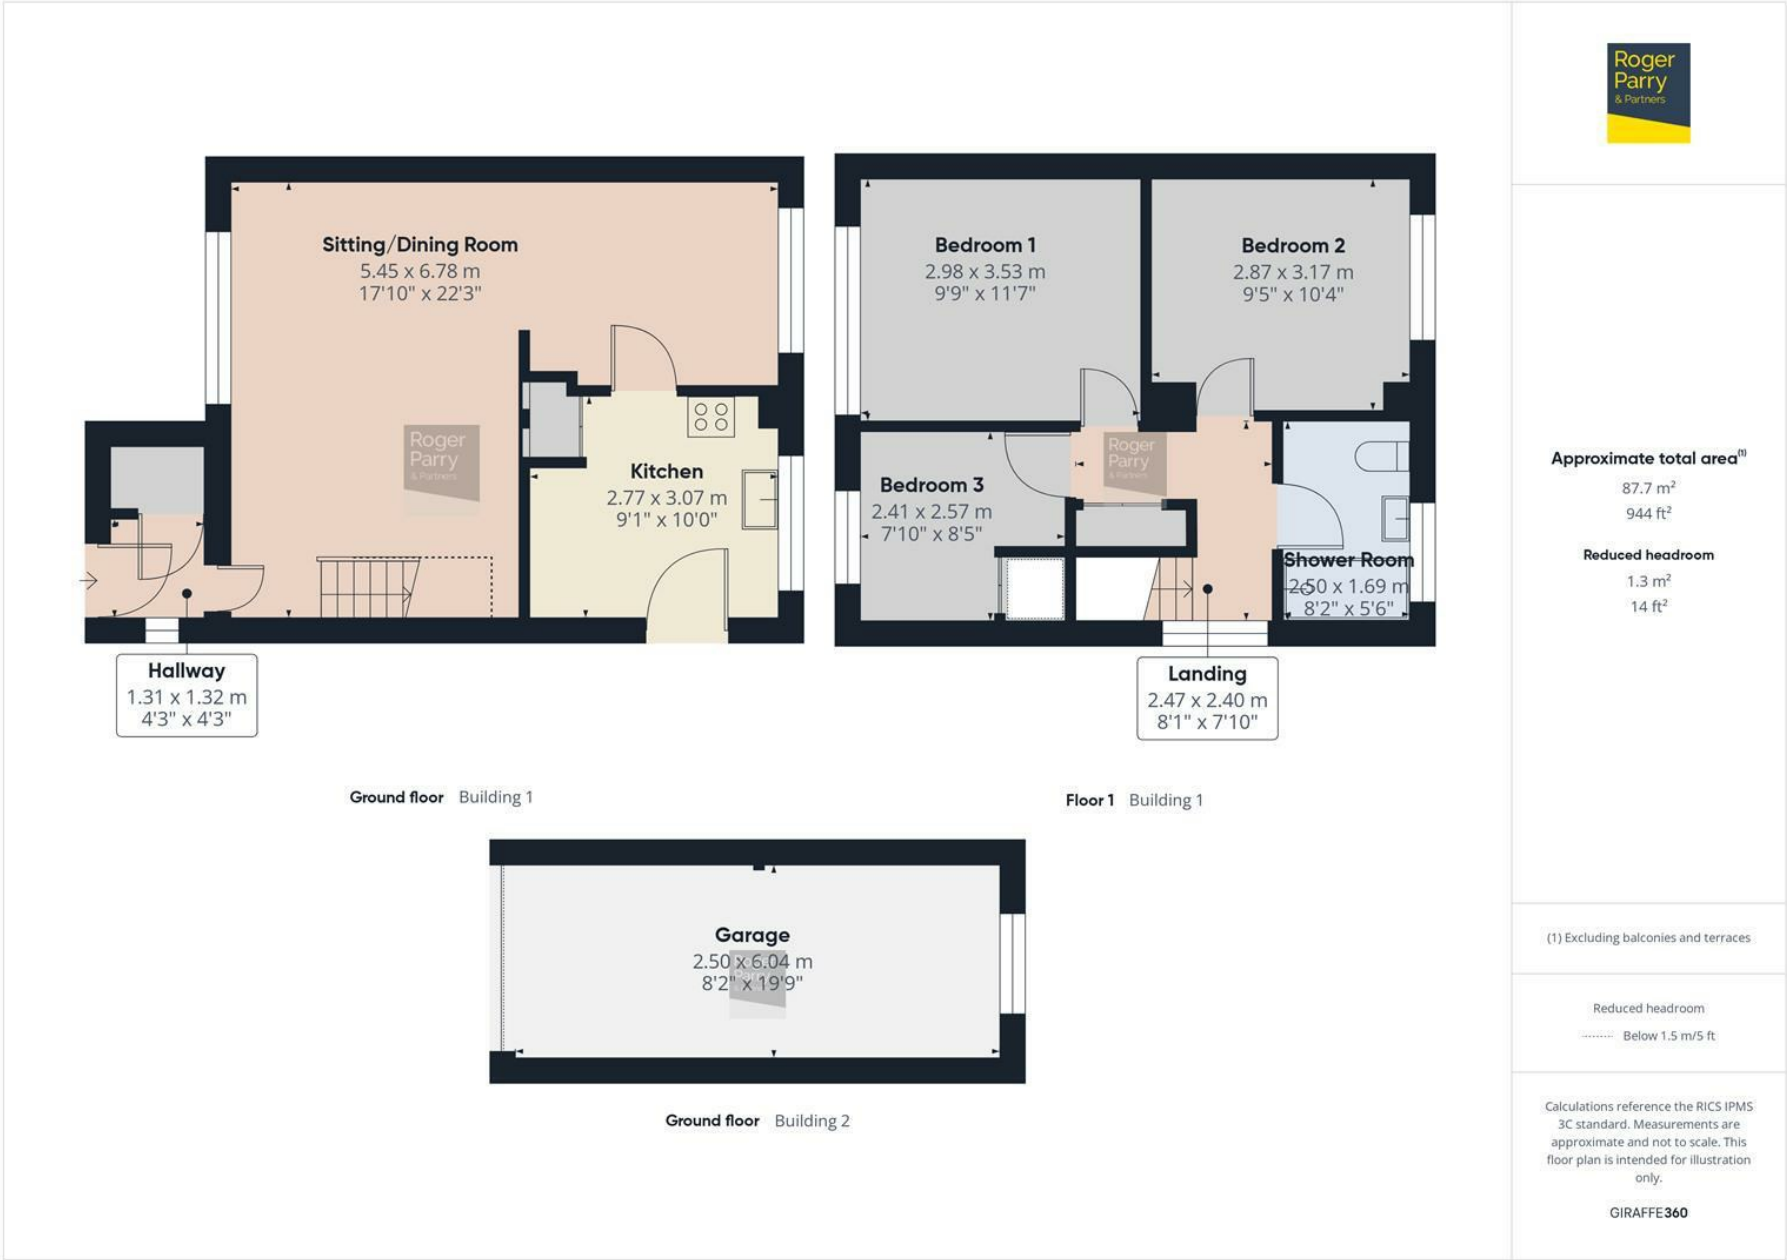 Roger
Parry
& Partners
Sitting/Dining Room
5.45 x 6.78 m
17'10" x 22'3"
Roger
Parry
& Partners
Kitchen
2.77 x 3.07 m
9'1" x 10'0"
Hallway
1.31 x 1.32 m
4'3" x 4'3"
Ground floor Building 1
Bedroom 1
2.98 x 3.53 m
9'9" x 11'7"
Bedroom 2
2.87 x 3.17 m
9'5" x 10'4"
Bedroom 3
2.41 x 2.57 m
7'10" x 8'5"
Roger
Parry
& Partners
Shower Room
2.50 x 1.69 m
8'2" x 5'6"
Landing
2.47 x 2.40 m
8'1" x 7'10"
Floor 1 Building 1
Garage
2.50 x 6.04 m
8'2" x 19'9"
Roger
Parry
Ground floor Building 2
Approximate total area(1)
87.7 m²
944 ft²
Reduced headroom
1.3 m²
14 ft²
(1) Excluding balconies and terraces
Reduced headroom
Below 1.5 m/5 ft
Calculations reference the RICS IPMS
3C standard. Measurements are
approximate and not to scale. This
floor plan is intended for illustration
only.
GIRAFFE360